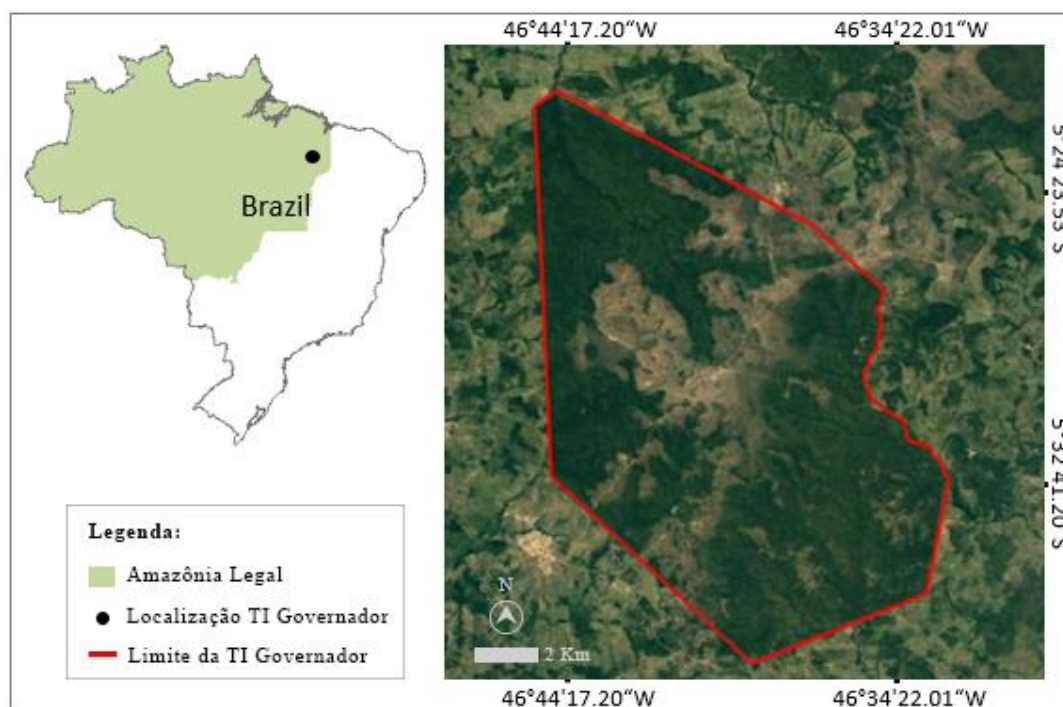 46°44'17.20“W 46°34'22.01“W
Brazil
5°24'23.53"S
5°32'41.20"S
Legenda:
Amazônia Legal
Localização TI Governador
Limite da TI Governador
N
2 Km
46°44'17.20“W 46°34'22.01“W